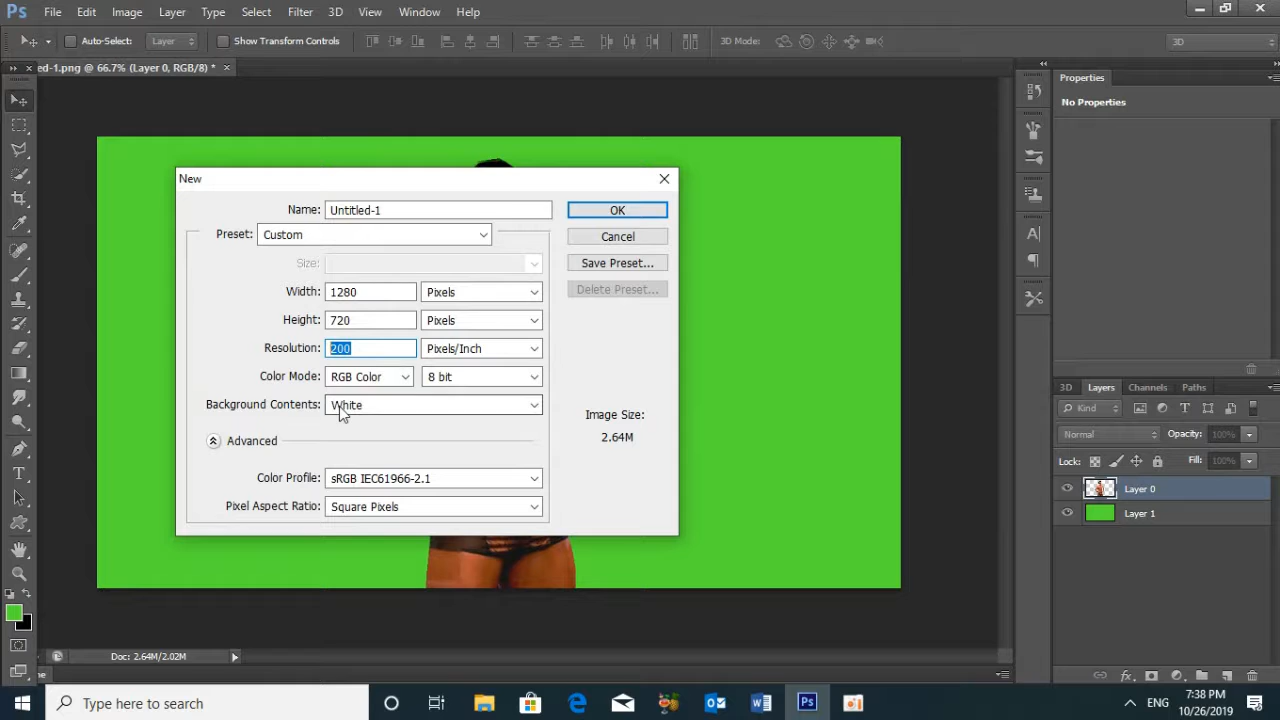 Ps File Edit Image Layer Type Select Filter 3D View Window Help
Auto-Select: Layer Show Transform Controls 3D Mode: 3D
ed-1.png @ 66.7% (Layer 0, RGB/8) * ×
Properties
No Properties
New
Name: Untitled-1 OK
Preset: Custom Cancel
Size: Save Preset...
Width: 1280 Pixels Delete Preset...
Height: 720 Pixels
Resolution: 200 Pixels/Inch
Color Mode: RGB Color 8 bit
Background Contents: White
Image Size:
2.64M
Advanced
Color Profile: sRGB IEC61966-2.1
Pixel Aspect Ratio: Square Pixels
3D Layers Channels Paths
Kind
Normal Opacity: 100%
Lock: Fill: 100%
Layer 0
Layer 1
Doc: 2.64M/2.02M
ne
Type here to search
Ps
ENG
7:38 PM
10/26/2019